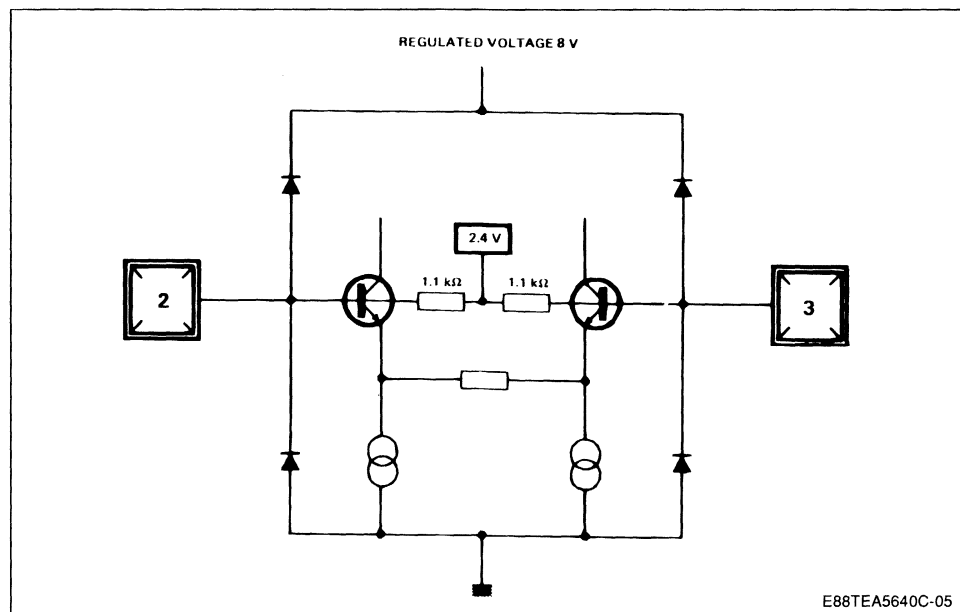 REGULATED VOLTAGE 8 V
2.4 V
1.1 kΩ 1.1 kΩ
2
3
E88TEA5640C-05